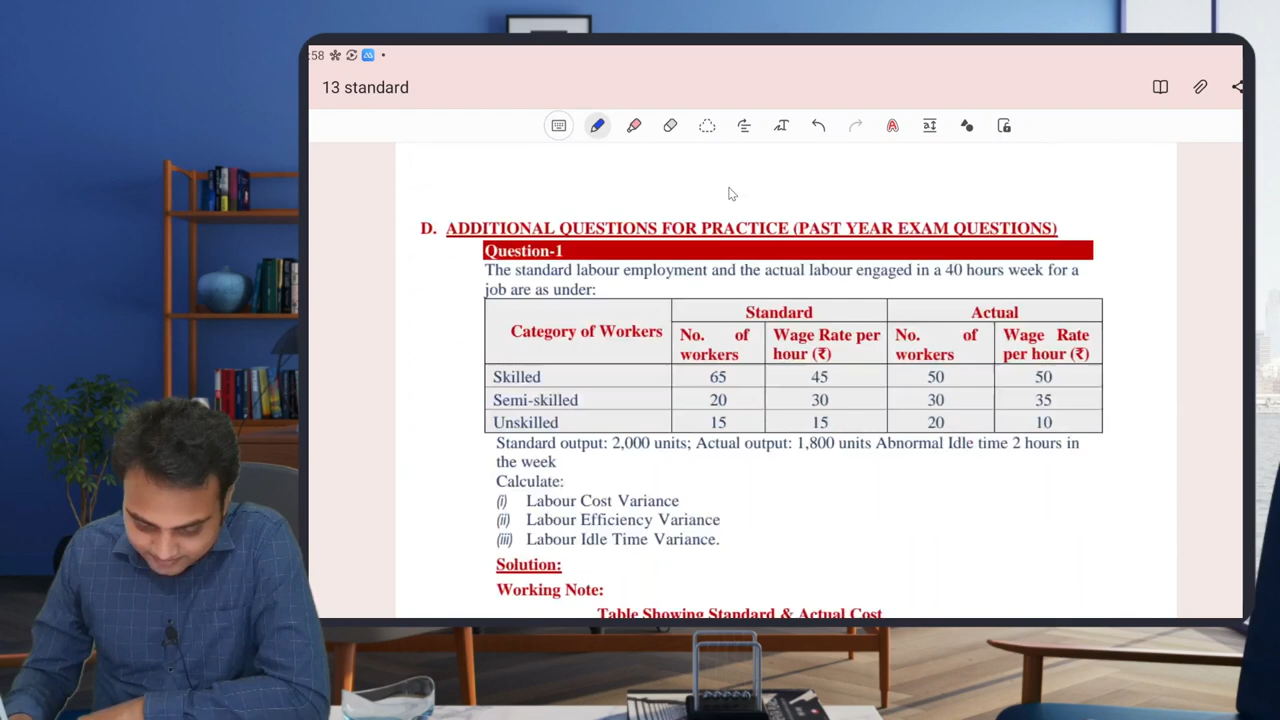 :58
13 standard
D. ADDITIONAL QUESTIONS FOR PRACTICE (PAST YEAR EXAM QUESTIONS)
Question-1
The standard labour employment and the actual labour engaged in a 40 hours week for a
job are as under:
Category of Workers Standard Actual
No. of workers Wage Rate per hour (₹) No. of workers Wage Rate per hour (₹)
Skilled 65 45 50 50
Semi-skilled 20 30 30 35
Unskilled 15 15 20 10
Standard output: 2,000 units; Actual output: 1,800 units Abnormal Idle time 2 hours in
the week
Calculate:
(i) Labour Cost Variance
(ii) Labour Efficiency Variance
(iii) Labour Idle Time Variance.
Solution:
Working Note:
Table Showing Standard & Actual Cost